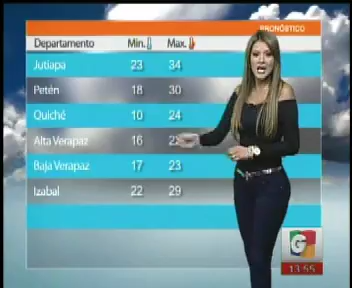 PRONÓSTICO
Departamento Min. Max.
Jutiapa 23 34
Petén 18 30
Quiché 10 24
Alta Verapaz 16
Baja Verapaz 17 23
Izabal 22 29
G
13:55